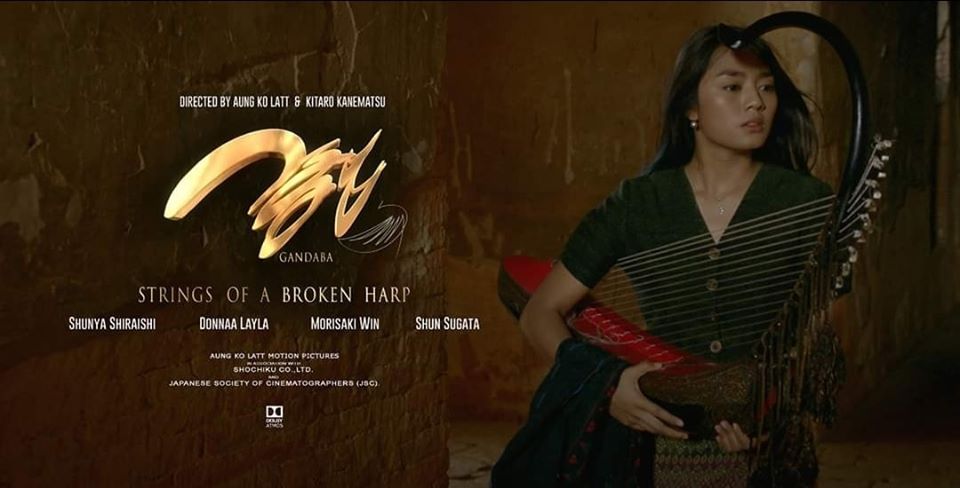 DIRECTED BY AUNG KO LATT & KITARO KANEMATSU
GANDABA
STRINGS OF A BROKEN HARP
SHUNYA SHIRAISHI DONNAA LAYLA MORISAKI WIN SHUN SUGATA
AUNG KO LATT MOTION PICTURES
IN ASSOCIATION WITH
SHOCHIKU CO.,LTD.
AND
JAPANESE SOCIETY OF CINEMATOGRAPHERS (JSC).
DOLBY
ATMOS